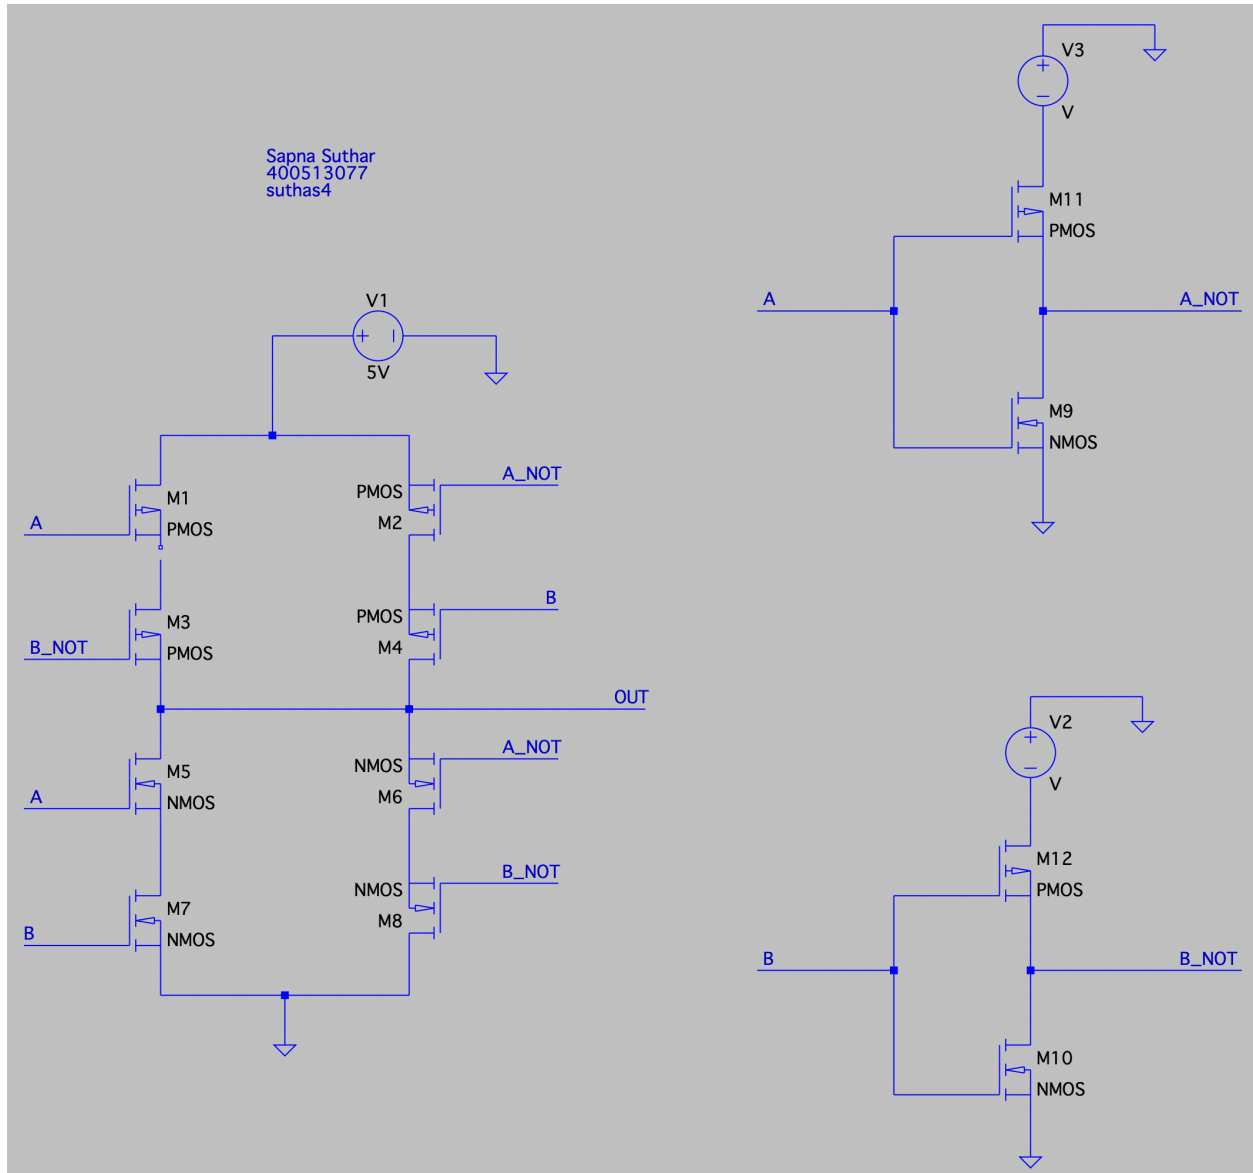 Sapna Suthar
400513077
suthas4
V1
5V
M1
PMOS
A
PMOS
M2
A_NOT
M3
PMOS
B_NOT
PMOS
M4
B
OUT
M5
NMOS
A
NMOS
M6
A_NOT
M7
NMOS
B
NMOS
M8
B_NOT
V3
V
M11
PMOS
A
A_NOT
M9
NMOS
V2
V
M12
PMOS
B
B_NOT
M10
NMOS